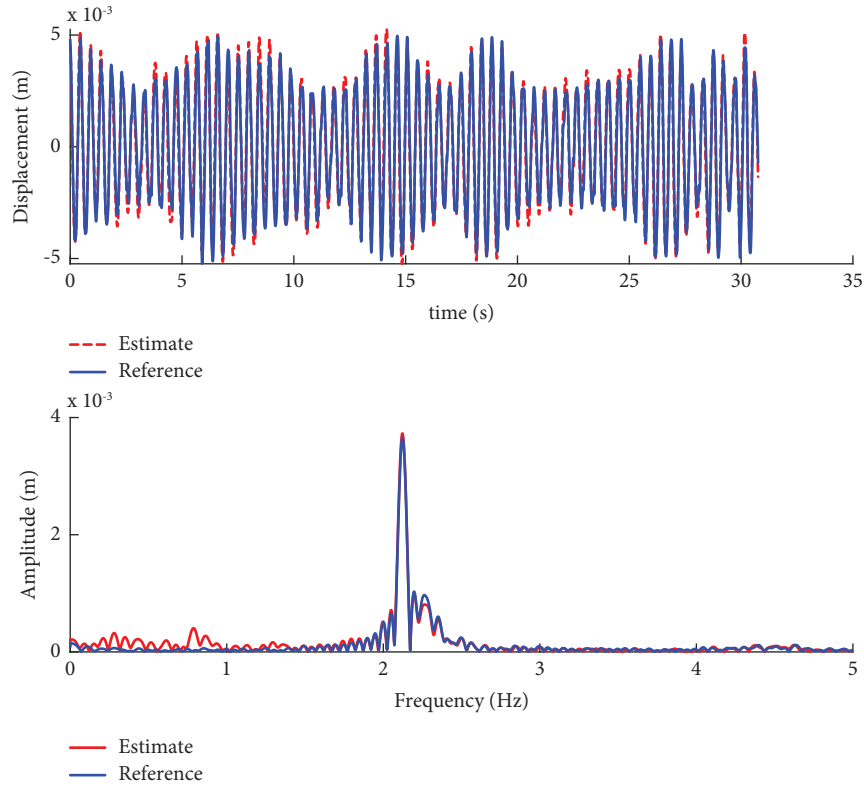 x 10-3
5
0
-5
Displacement (m)
0 5 10 15 20 25 30 35
time (s)
Estimate
Reference
x 10-3
4
2
0
Amplitude (m)
0 1 2 3 4 5
Frequency (Hz)
Estimate
Reference